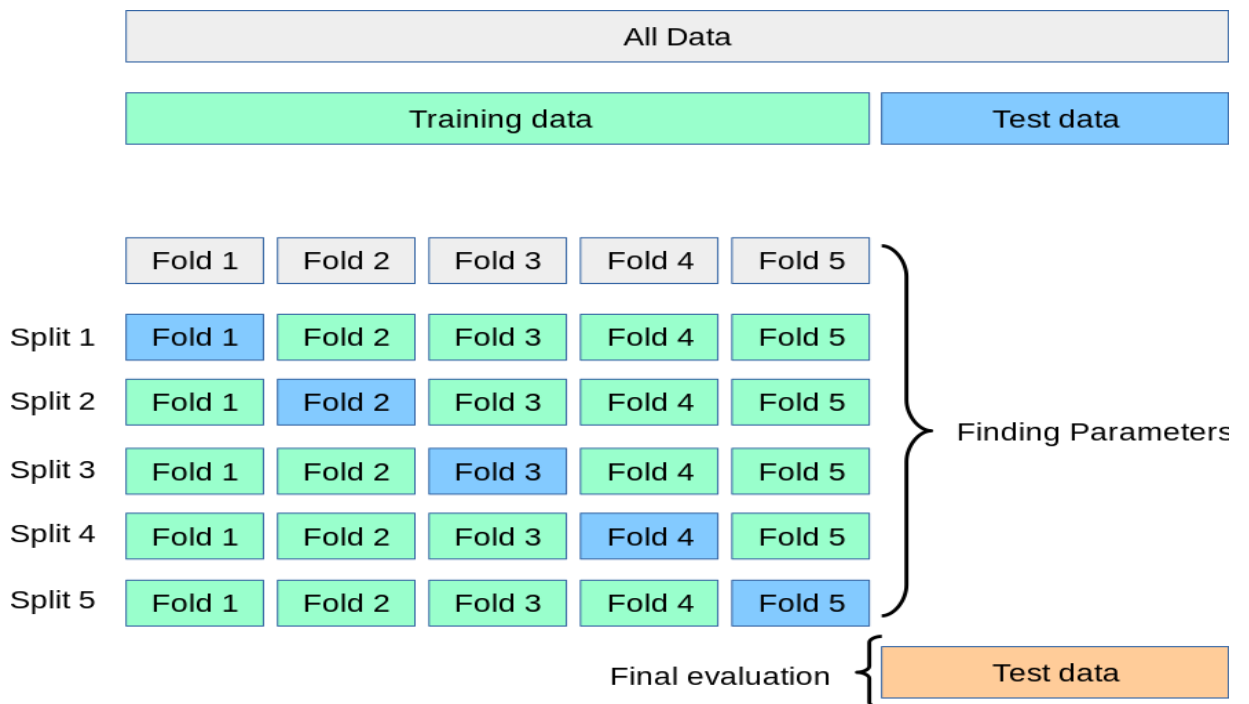 All Data
Training data Test data
Fold 1 Fold 2 Fold 3 Fold 4 Fold 5
Split 1 Fold 1 Fold 2 Fold 3 Fold 4 Fold 5
Split 2 Fold 1 Fold 2 Fold 3 Fold 4 Fold 5
Finding Parameters
Split 3 Fold 1 Fold 2 Fold 3 Fold 4 Fold 5
Split 4 Fold 1 Fold 2 Fold 3 Fold 4 Fold 5
Split 5 Fold 1 Fold 2 Fold 3 Fold 4 Fold 5
Final evaluation Test data